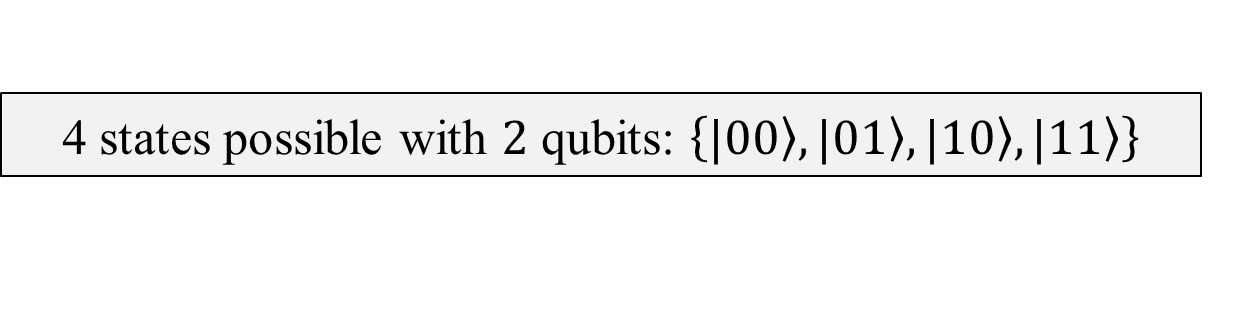 4 states possible with 2 qubits: {|00⟩,|01⟩,|10⟩,|11⟩}